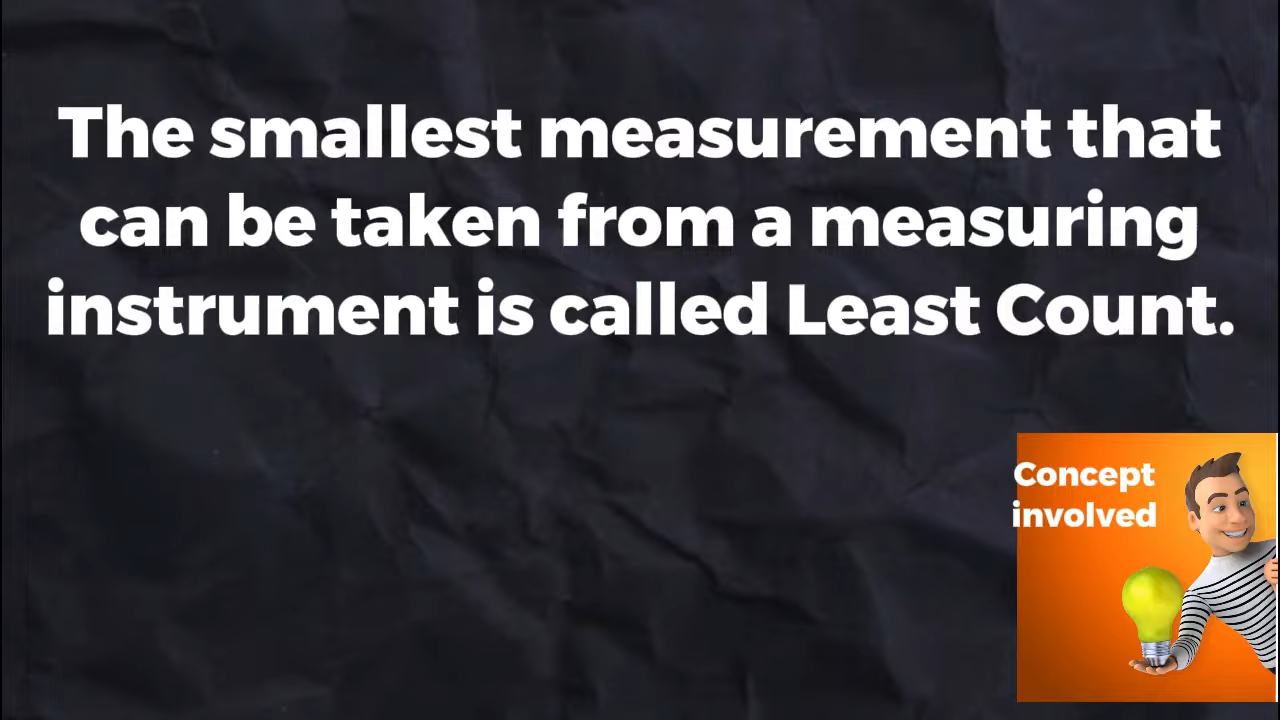 The smallest measurement that
can be taken from a measuring
instrument is called Least Count.
Concept
involved